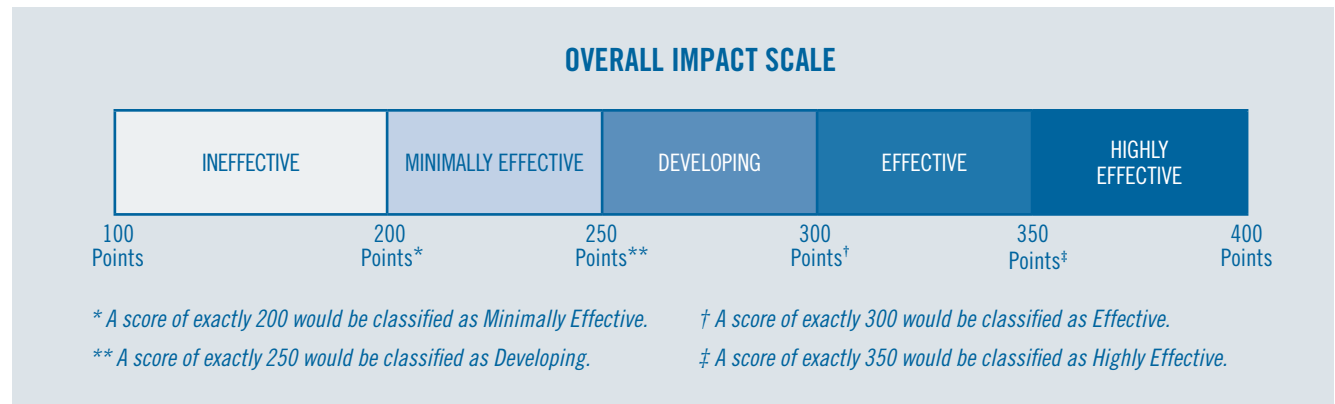 OVERALL IMPACT SCALE
INEFFECTIVE
MINIMALLY EFFECTIVE
DEVELOPING
EFFECTIVE
HIGHLY
EFFECTIVE
100
Points
200
Points*
250
Points**
300
Points†
350
Points‡
400
Points
* A score of exactly 200 would be classified as Minimally Effective.
** A score of exactly 250 would be classified as Developing.
† A score of exactly 300 would be classified as Effective.
‡ A score of exactly 350 would be classified as Highly Effective.